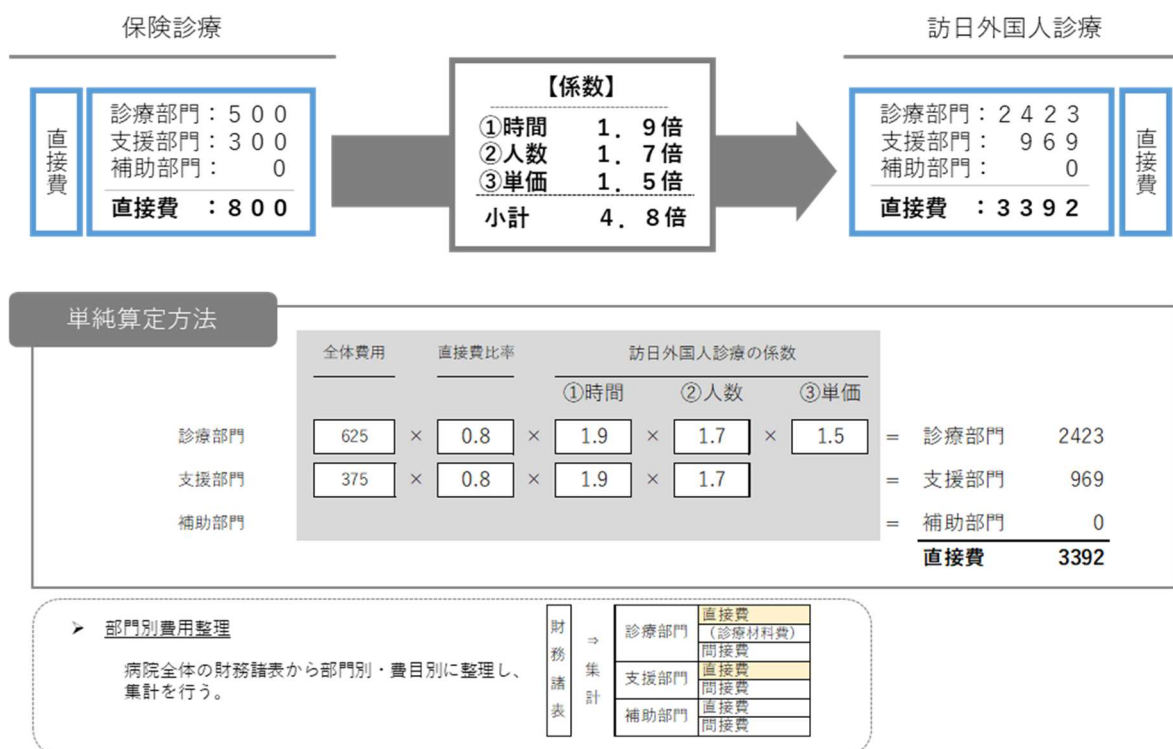 保険診療
訪日外国人診療
直接費
診療部門：５００
支援部門：３００
補助部門：　　０
直接費　：８００
【係数】
①時間　１．９倍
②人数　１．７倍
③単価　１．５倍
小計　４．８倍
診療部門：２４２３
支援部門：　９６９
補助部門：　　　０
直接費　：３３９２
直接費
単純算定方法
全体費用　直接費比率　訪日外国人診療の係数
①時間　②人数　③単価
診療部門　625　×　0.8　×　1.9　×　1.7　×　1.5　=　診療部門　2423
支援部門　375　×　0.8　×　1.9　×　1.7　=　支援部門　969
補助部門　=　補助部門　0
直接費　3392
➢ 部門別費用整理
病院全体の財務諸表から部門別・費目別に整理し、
集計を行う。
財務諸表
⇒集計
診療部門
直接費
（診療材料費）
間接費
支援部門
直接費
間接費
補助部門
直接費
間接費